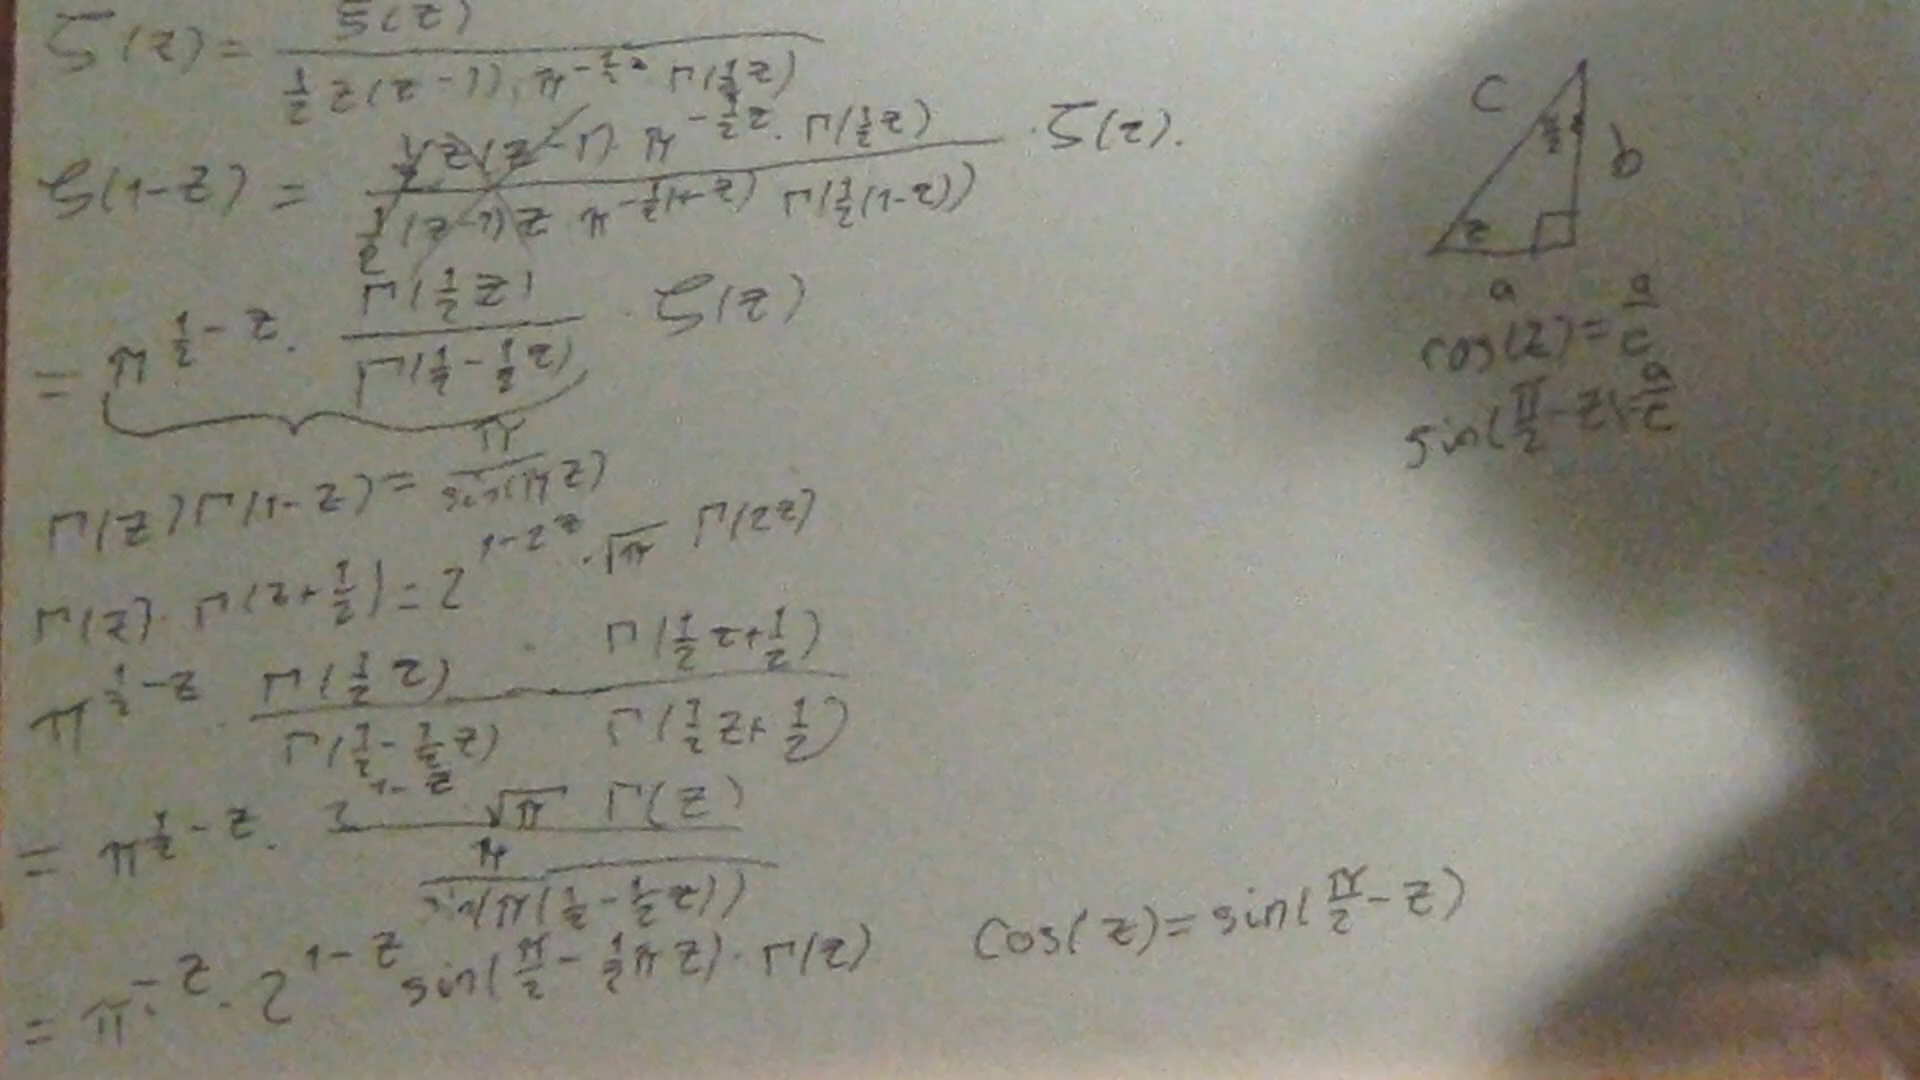 ζ(z) = ξ(z) / (½ z(z-1) · π^(-½z) Γ(½z))
ζ(1-z) = (½ z(z-1) · π^(-½z) · Γ(½z)) / (½ (z-1) z π^(-½(1-z)) Γ(½(1-z))) · ζ(z).
= π^(½-z) · Γ(½z) / Γ(½-½z) · ζ(z)
Γ(z)Γ(1-z) = π / sin(πz)
Γ(z) · Γ(z+½) = 2^(1-2z) · √π Γ(2z)
π^(½-z) · Γ(½z) / Γ(½-½z) · Γ(½z+½) / Γ(½z+½)
= π^(½-z) · 2^(1-z) √π Γ(z) / (π / sin(π(½-½z)))
= π^(-z) · 2^(1-z) sin(π/2 - ½πz) · Γ(z)
cos(z) = sin(π/2 - z)
c
b
z
a
cos(z) = a/c
sin(π/2 - z) = a/c